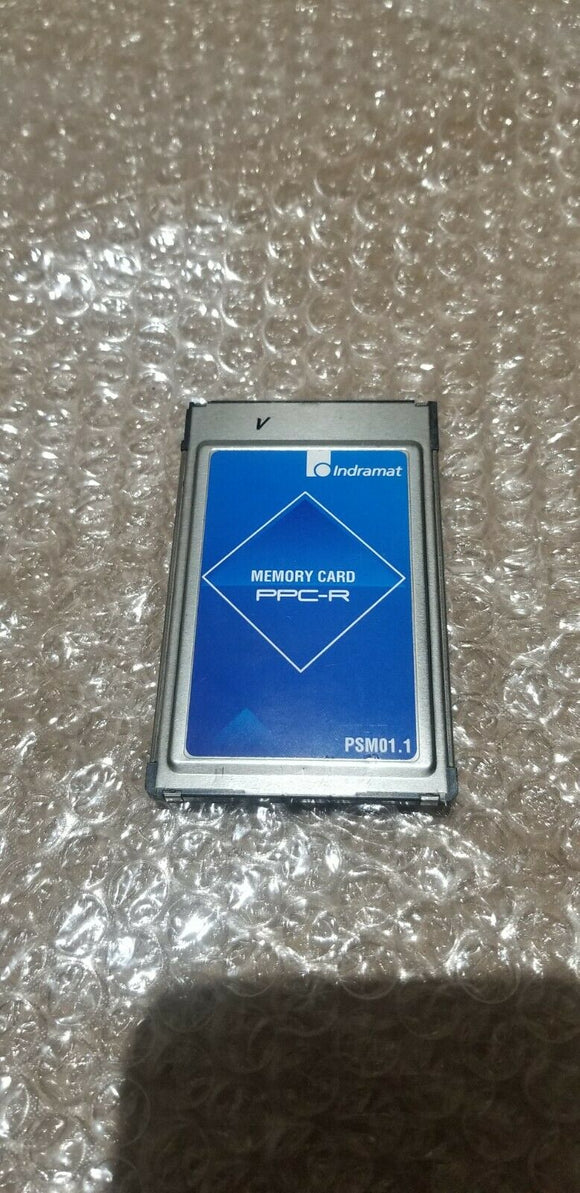 V
Indramat
MEMORY CARD
PPC-R
PSM01.1